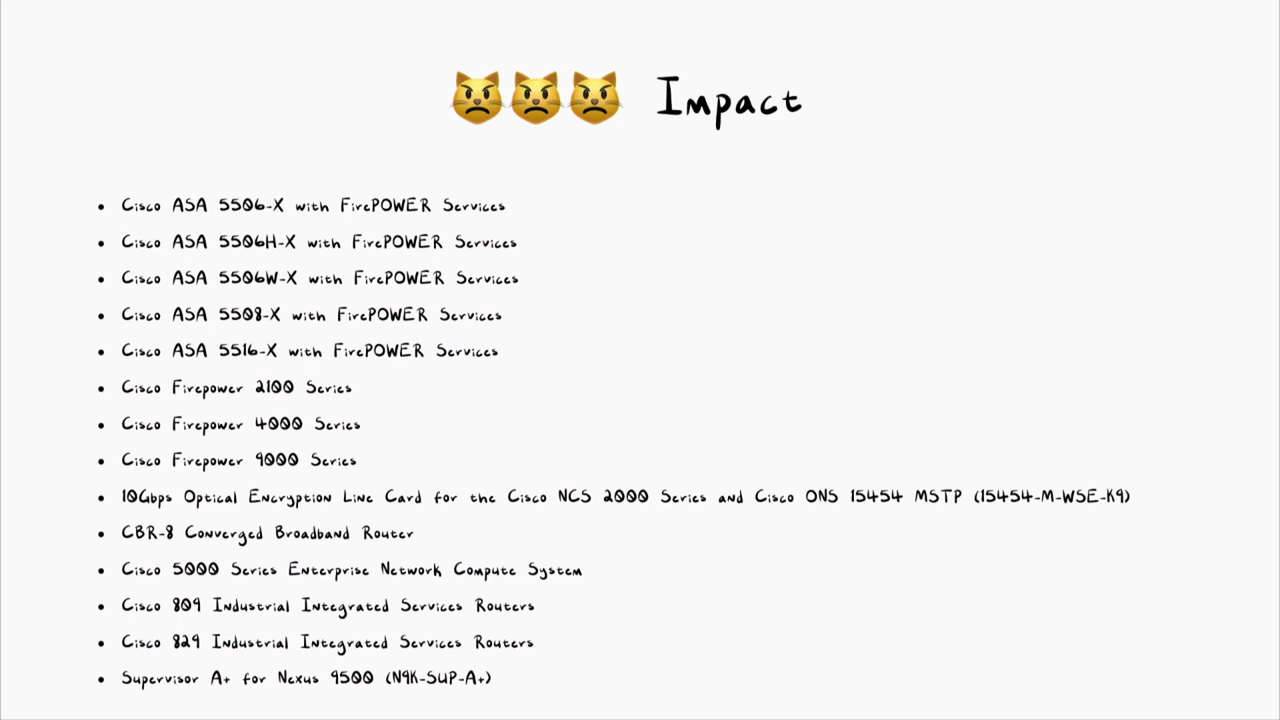 😾😾😾 Impact
• Cisco ASA 5506-X with FirePOWER Services
• Cisco ASA 5506H-X with FirePOWER Services
• Cisco ASA 5506W-X with FirePOWER Services
• Cisco ASA 5508-X with FirePOWER Services
• Cisco ASA 5516-X with FirePOWER Services
• Cisco Firepower 2100 Series
• Cisco Firepower 4000 Series
• Cisco Firepower 9000 Series
• 10Gbps Optical Encryption Line Card for the Cisco NCS 2000 Series and Cisco ONS 15454 MSTP (15454-M-WSE-K9)
• CBR-8 Converged Broadband Router
• Cisco 5000 Series Enterprise Network Compute System
• Cisco 809 Industrial Integrated Services Routers
• Cisco 829 Industrial Integrated Services Routers
• Supervisor A+ for Nexus 9500 (N9K-SUP-A+)